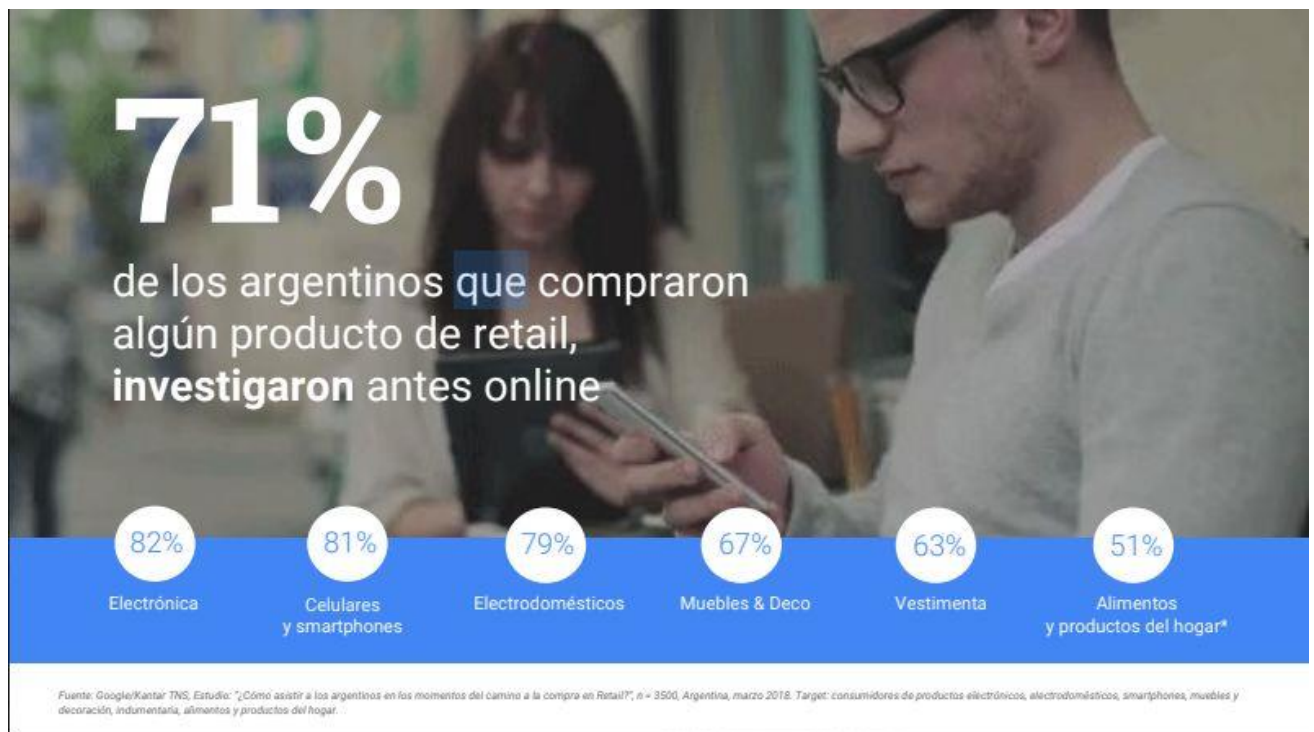 71%
de los argentinos que compraron
algún producto de retail,
investigaron antes online
82%
81%
79%
67%
63%
51%
Electrónica
Celulares
y smartphones
Electrodomésticos
Muebles & Deco
Vestimenta
Alimentos
y productos del hogar*
Fuente: Google/Kantar TNS, Estudio: "¿Cómo asistir a los argentinos en los momentos del camino a la compra en Retail?", n = 3500, Argentina, marzo 2018. Target: consumidores de productos electrónicos, electrodomésticos, smartphones, muebles y
decoración, indumentaria, alimentos y productos del hogar.